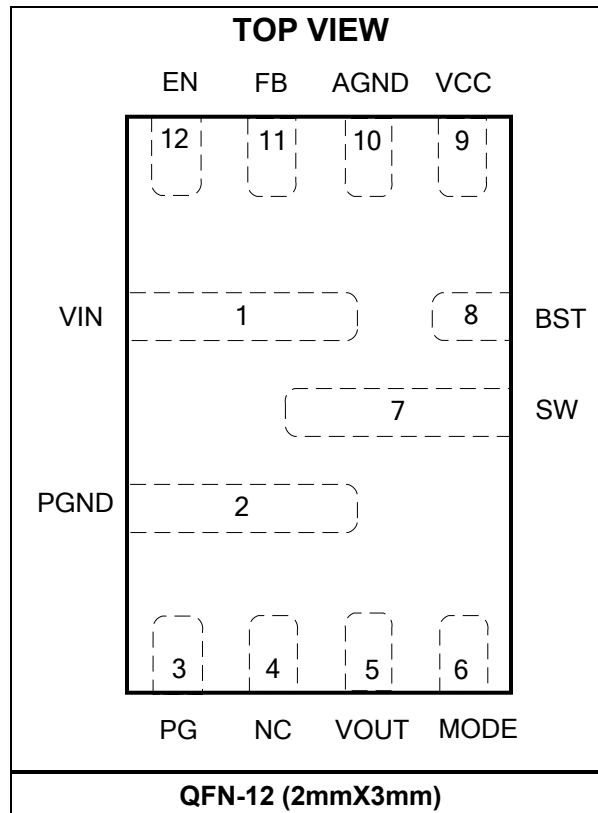 TOP VIEW
EN FB AGND VCC
12 11 10 9
VIN 1 8 BST
7 SW
PGND 2
3 4 5 6
PG NC VOUT MODE
QFN-12 (2mmX3mm)